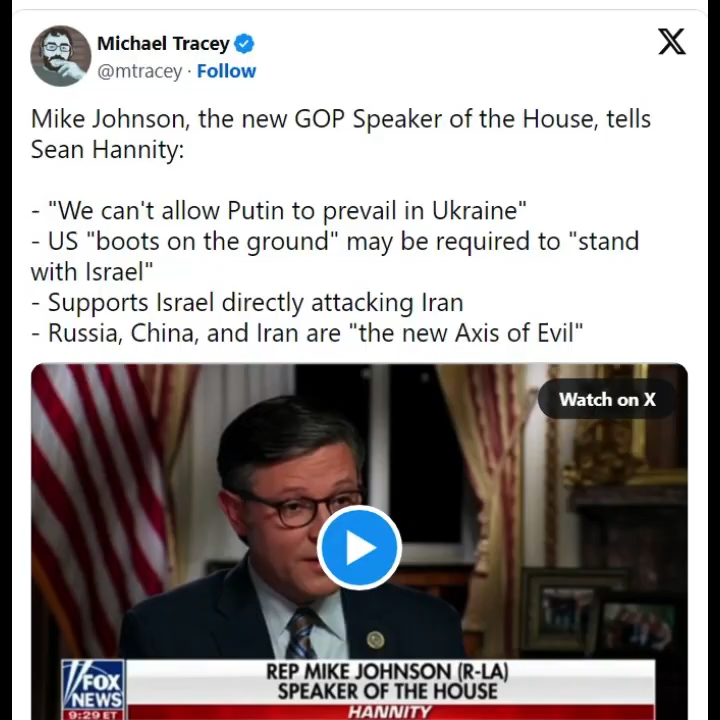 Michael Tracey
X
@mtracey · Follow
Mike Johnson, the new GOP Speaker of the House, tells
Sean Hannity:
- "We can't allow Putin to prevail in Ukraine"
- US "boots on the ground" may be required to "stand
with Israel"
- Supports Israel directly attacking Iran
- Russia, China, and Iran are "the new Axis of Evil"
Watch on X
FOX
NEWS
9:29 ET
REP MIKE JOHNSON (R-LA)
SPEAKER OF THE HOUSE
HANNITY